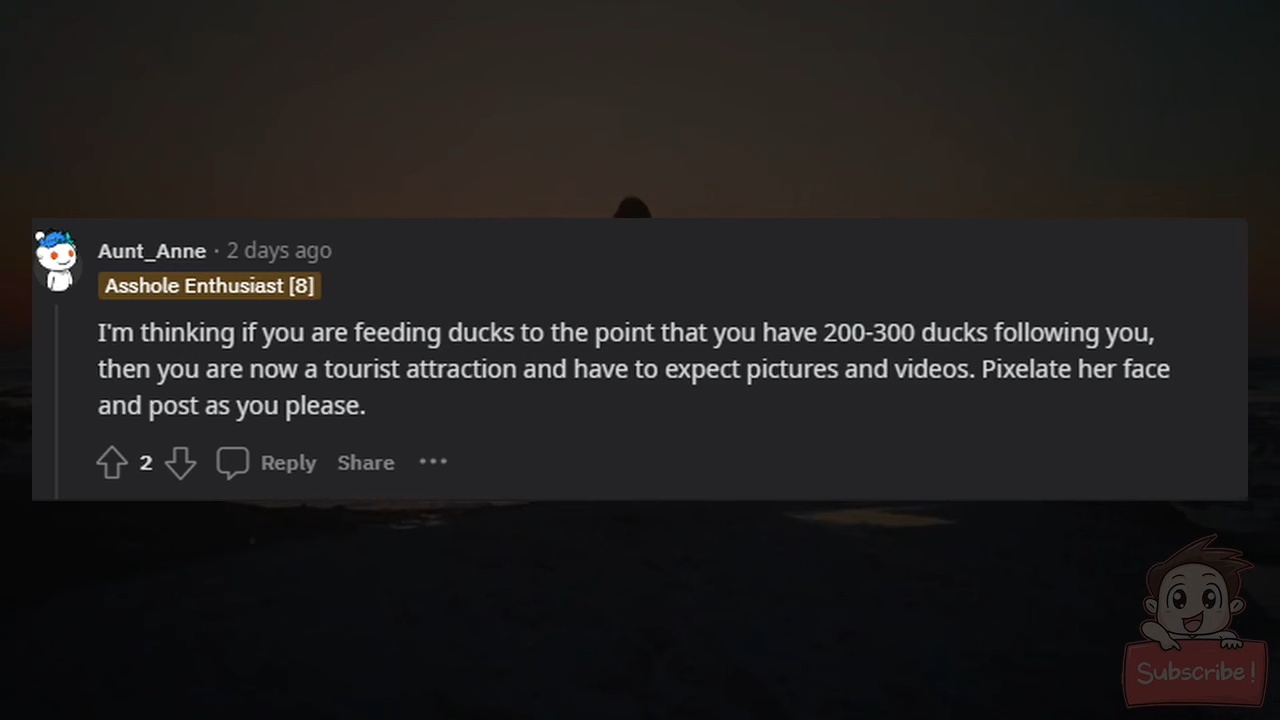 Aunt_Anne · 2 days ago
Asshole Enthusiast [8]
I'm thinking if you are feeding ducks to the point that you have 200-300 ducks following you,
then you are now a tourist attraction and have to expect pictures and videos. Pixelate her face
and post as you please.
2 Reply Share ···
Subscribe!